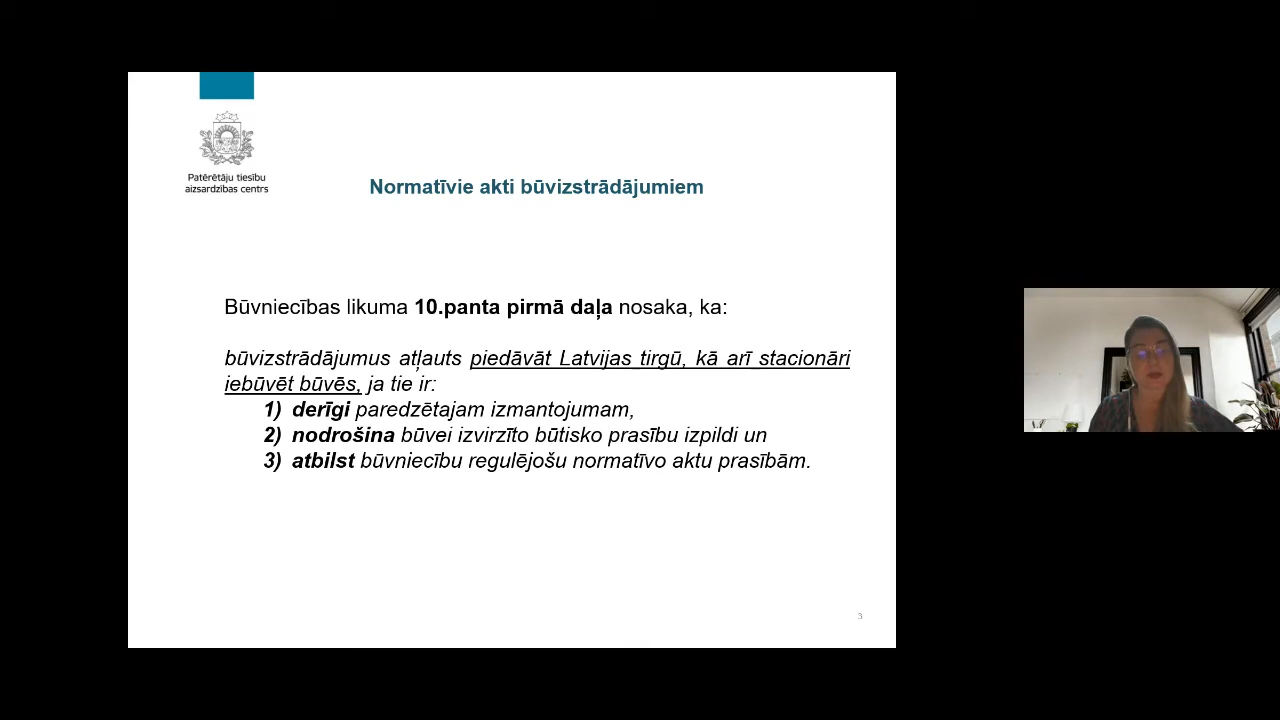 Patērētāju tiesību
aizsardzības centrs
Normatīvie akti būvizstrādājumiem
Būvniecības likuma 10.panta pirmā daļa nosaka, ka:
būvizstrādājumus atļauts piedāvāt Latvijas tirgū, kā arī stacionāri
iebūvēt būvēs, ja tie ir:
1) derīgi paredzētajam izmantojumam,
2) nodrošina būvei izvirzīto būtisko prasību izpildi un
3) atbilst būvniecību regulējošu normatīvo aktu prasībām.
3